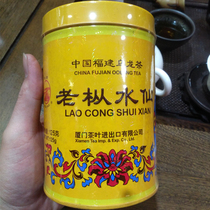 中国福建乌龙茶
CHINA FUJIAN OOLONG TEA
老枞水仙
LAO CONG SHUI XIAN
厦门茶叶进出口有限公司
Xiamen Tea Imp. & Exp. Co., Ltd.